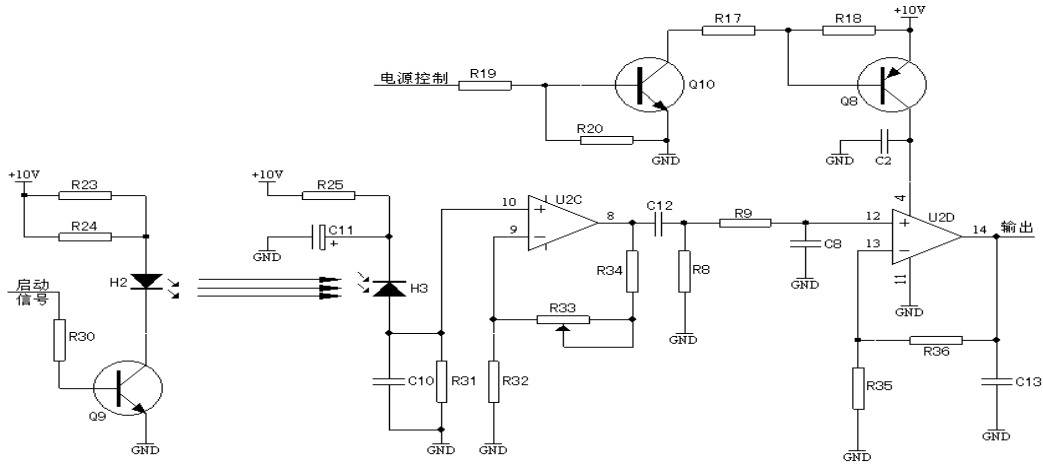 +10V
R17
R18
电源控制
R19
Q10
Q8
R20
GND
GND
C2
+10V
R23
R24
+10V
R25
C11
+
GND
10
+
U2C
8
9
−
C12
R9
12
+
4
U2D
14
输出
13
−
11
C8
GND
GND
启动
信号
H2
H3
R34
R8
R33
GND
R30
R36
Q9
C10
R31
R32
R35
C13
GND
GND
GND
GND
GND